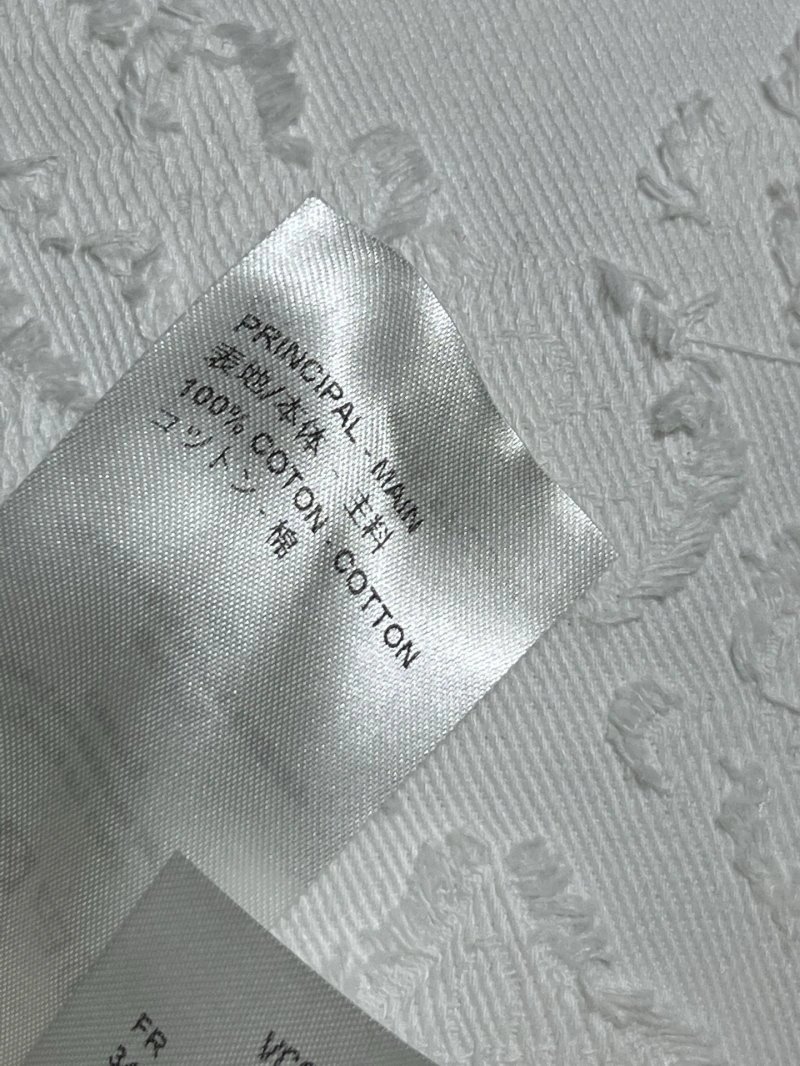 PRINCIPAL - MAIN
表地/本体 - 主料
100% COTON - COTTON
コットン - 棉
FR